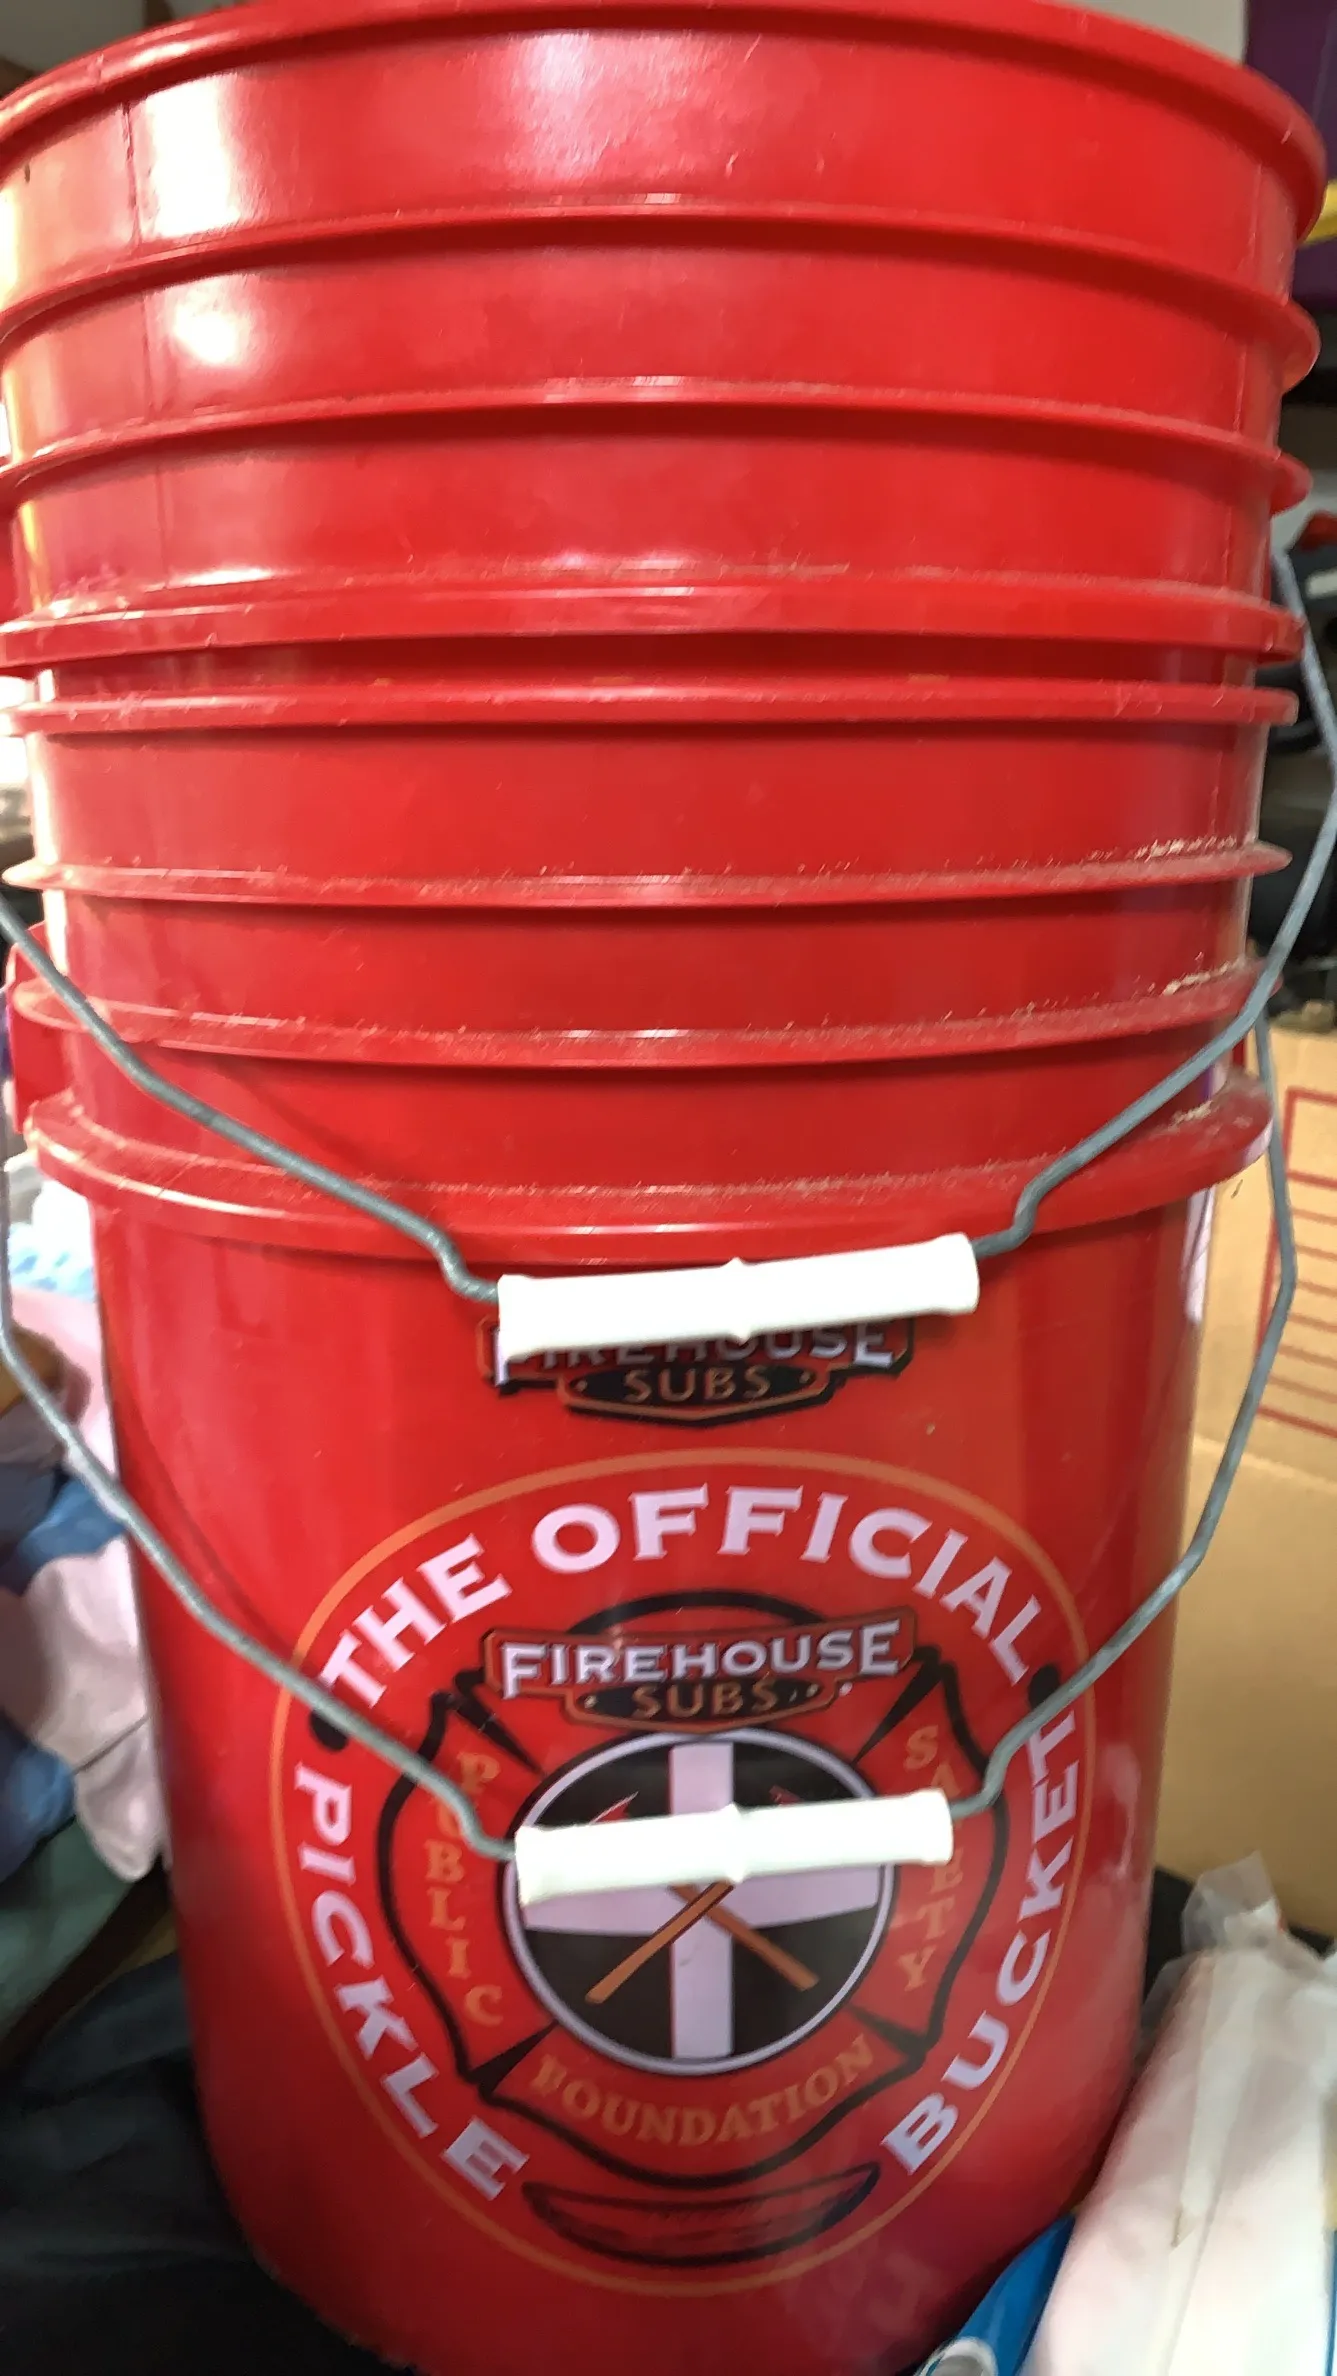 FIREHOUSE
SUBS
THE OFFICIAL
FIREHOUSE
SUBS
PUBLIC
SAFETY
FOUNDATION
PICKLE BUCKET